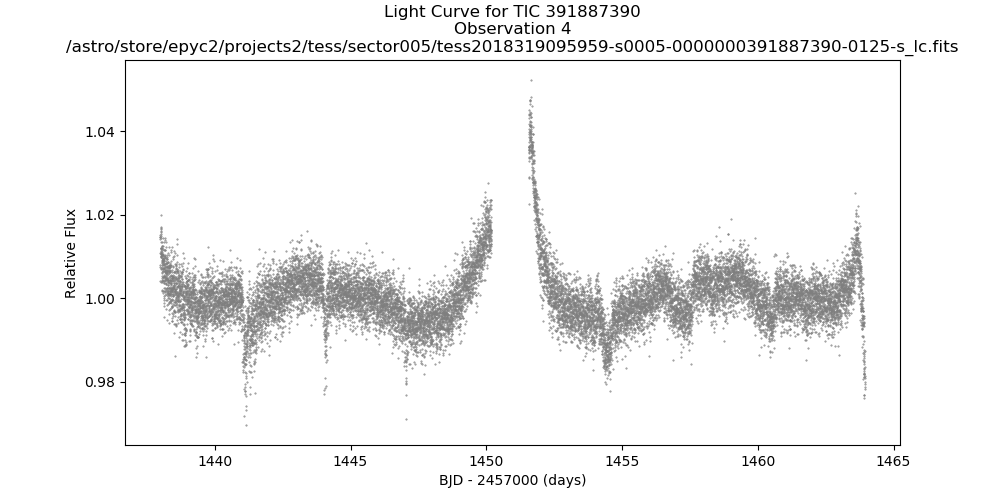 Light Curve for TIC 391887390
Observation 4
/astro/store/epyc2/projects2/tess/sector005/tess2018319095959-s0005-0000000391887390-0125-s_lc.fits
1.04
1.02
1.00
0.98
Relative Flux
1440 1445 1450 1455 1460 1465
BJD - 2457000 (days)